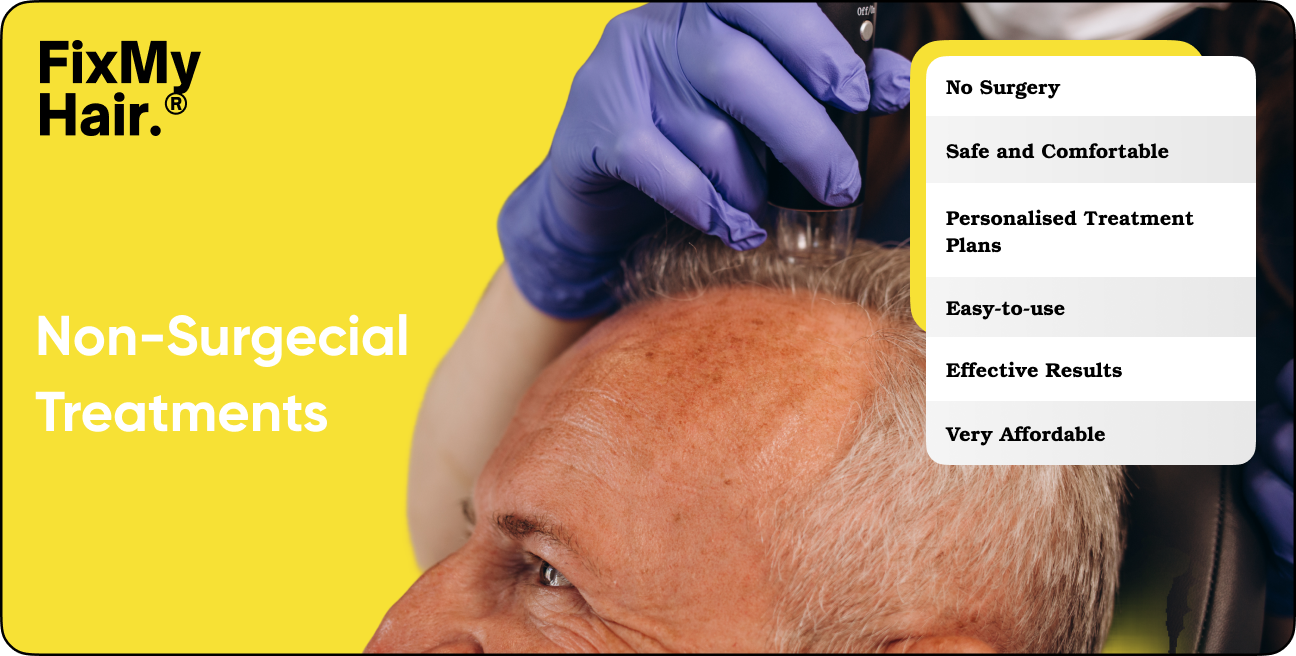 FixMy
Hair.®
Non-Surgecial
Treatments
No Surgery
Safe and Comfortable
Personalised Treatment
Plans
Easy-to-use
Effective Results
Very Affordable